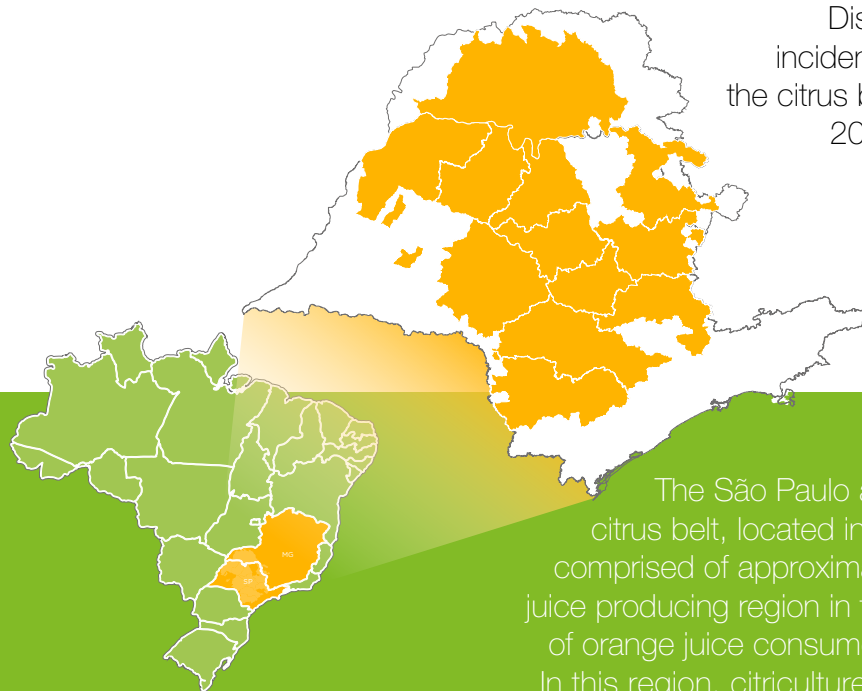 Dis
inciden
the citrus b
20
MG
SP
The São Paulo a
citrus belt, located in
comprised of approxima
juice producing region in t
of orange juice consum
In this region, citriculture